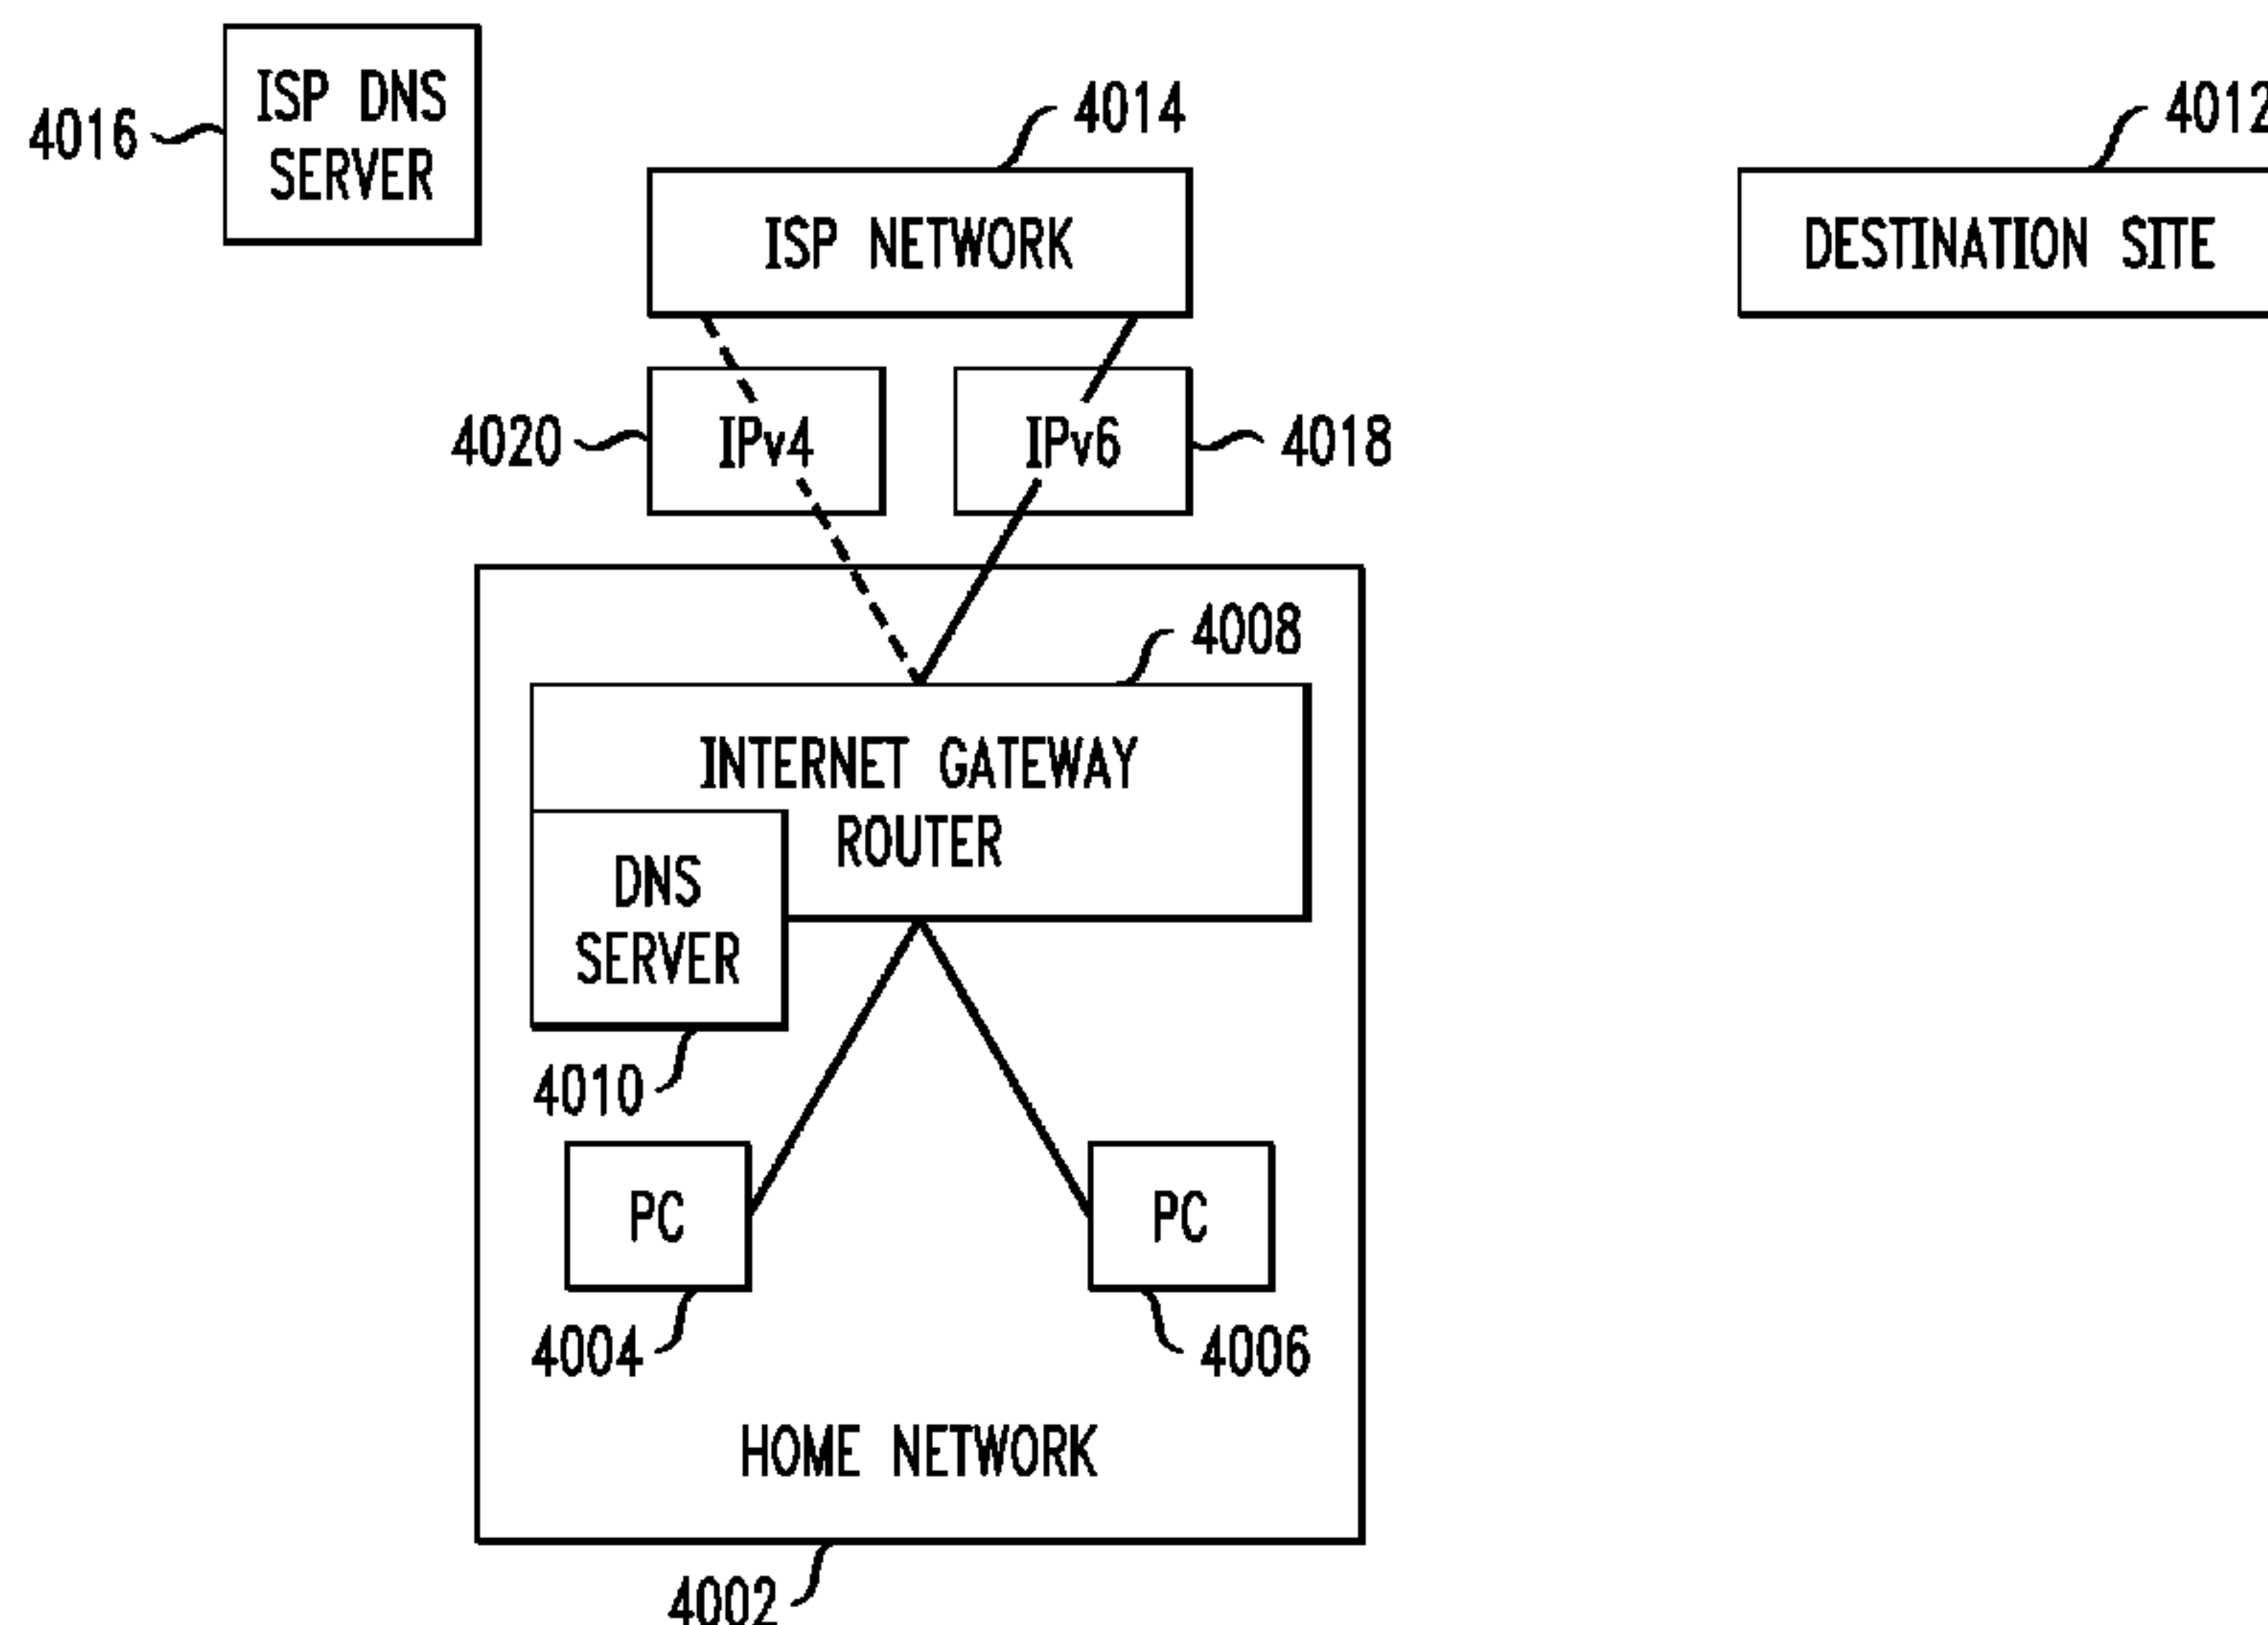 ISP DNS
SERVER
4016
4014
ISP NETWORK
4012
DESTINATION SITE
4020
IPv4
IPv6
4018
4008
INTERNET GATEWAY
ROUTER
DNS
SERVER
4010
PC
PC
4004
4006
HOME NETWORK
4002